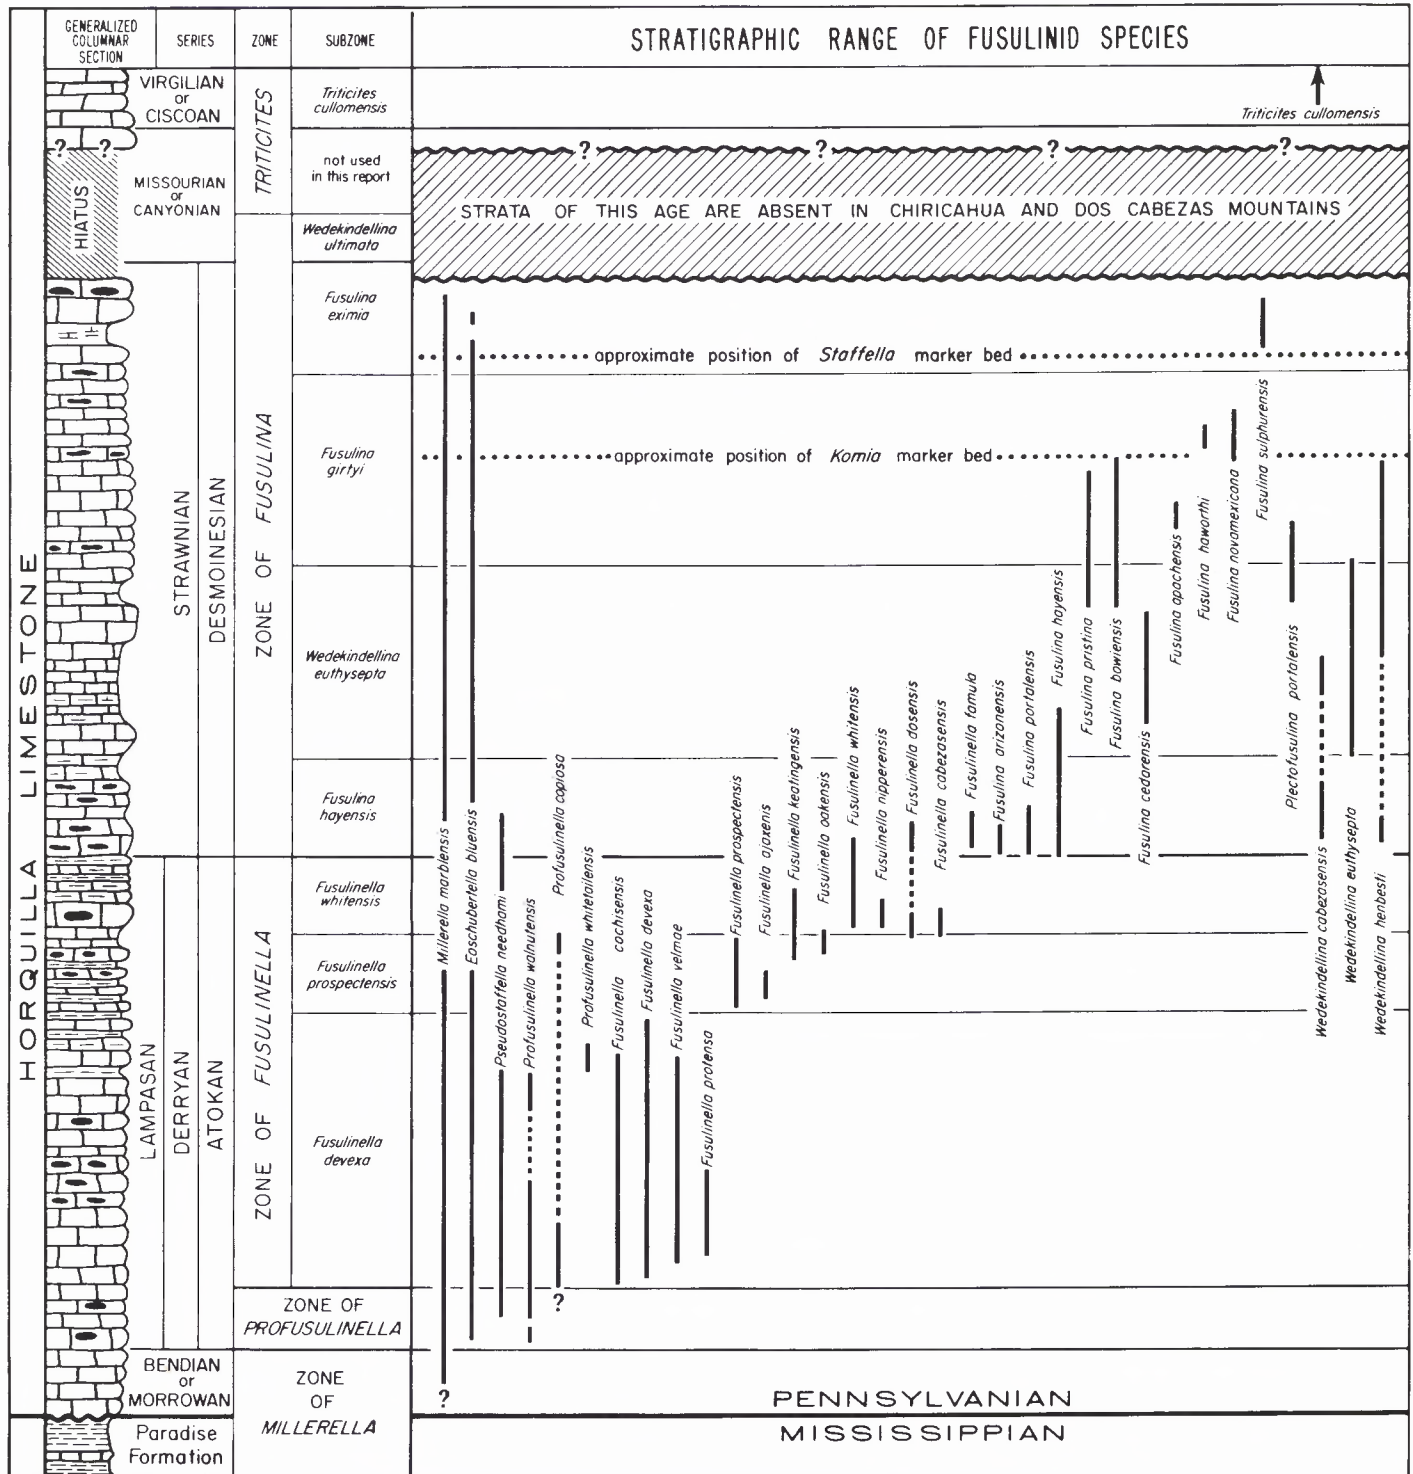 GENERALIZED
COLUMNAR
SECTION
SERIES
ZONE
SUBZONE
STRATIGRAPHIC RANGE OF FUSULINID SPECIES
HORQUILLA LIMESTONE
VIRGILIAN
or
CISCOAN
TRITICITES
Triticites
cullomensis
Triticites cullomensis
? ?
HIATUS
MISSOURIAN
or
CANYONIAN
not used
in this report
? ? ? ?
STRATA OF THIS AGE ARE ABSENT IN CHIRICAHUA AND DOS CABEZAS MOUNTAINS
Wedekindellina
ultimata
STRAWNIAN
DESMOINESIAN
ZONE OF FUSULINA
Fusulina
eximia
approximate position of Staffella marker bed
Fusulina
girtyi
approximate position of Komia marker bed
Wedekindellina
euthysepta
Fusulina
hayensis
LAMPASAN
DERRYAN
ATOKAN
ZONE OF FUSULINELLA
Fusulinella
whitensis
Fusulinella
prospectensis
Fusulinella
devexa
Millerella marblensis
Eoschubertella bluensis
Pseudostaffella needhami
Profusulinella walnutensis
Profusulinella copiosa
Profusulinella whitetailensis
Fusulinella cochisensis
Fusulinella devexa
Fusulinella velmae
Fusulinella protensa
Fusulinella prospectensis
Fusulinella ajaxensis
Fusulinella keatingensis
Fusulinella oakensis
Fusulinella whitensis
Fusulinella nipperensis
Fusulinella dosensis
Fusulinella cabezasensis
Fusulinella famula
Fusulina arizonensis
Fusulina portalensis
Fusulina hayensis
Fusulina pristina
Fusulina bowiensis
Fusulina cedarensis
Fusulina apachensis
Fusulina haworthi
Fusulina novamexicana
Fusulina sulphurensis
Plectofusulina portalensis
Wedekindellina cabezasensis
Wedekindellina euthysepta
Wedekindellina henbesti
ZONE OF
PROFUSULINELLA
?
BENDIAN
or
MORROWAN
ZONE
OF
MILLERELLA
?
PENNSYLVANIAN
MISSISSIPPIAN
Paradise
Formation